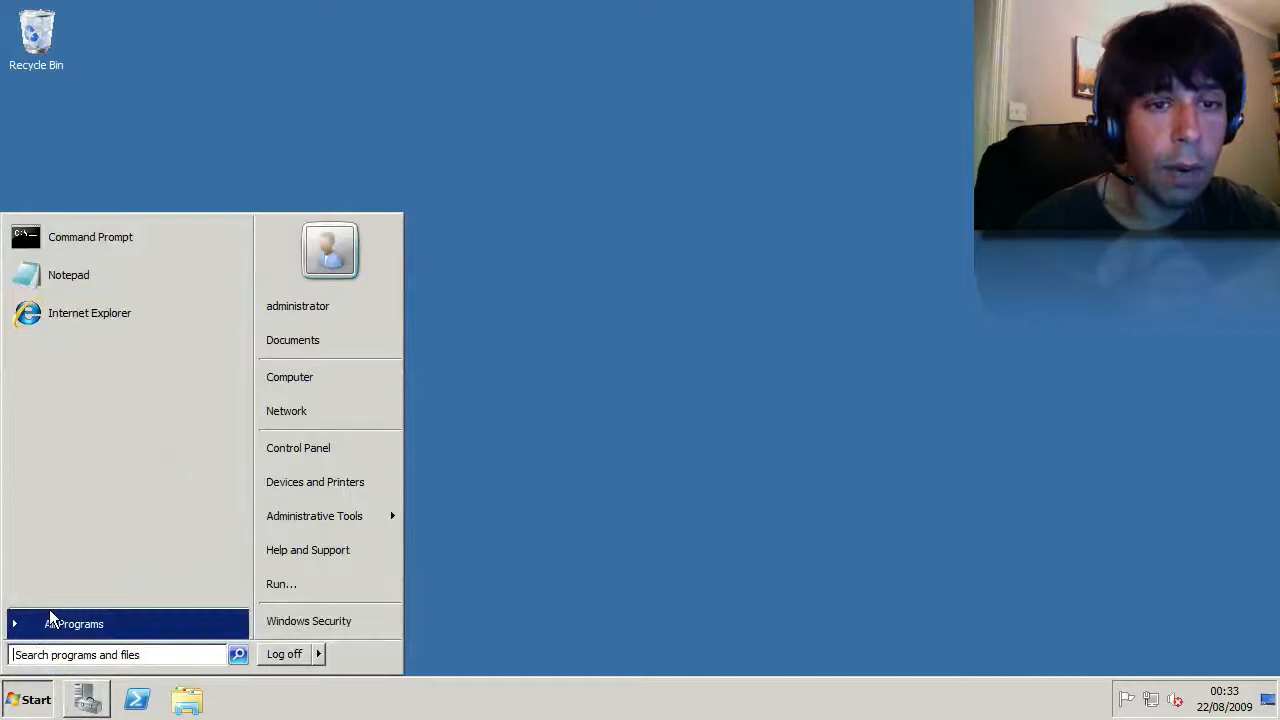 Recycle Bin
Command Prompt
Notepad
Internet Explorer
All Programs
Search programs and files
administrator
Documents
Computer
Network
Control Panel
Devices and Printers
Administrative Tools
Help and Support
Run...
Windows Security
Log off
Start
00:33
22/08/2009